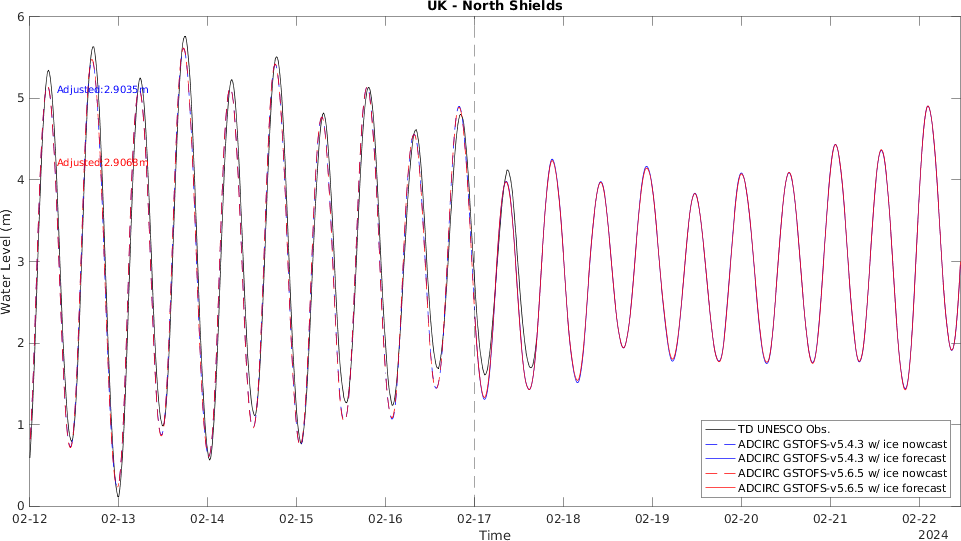 UK - North Shields
6
5
4
3
2
1
0
Water Level (m)
Adjusted:2.9035m
Adjusted:2.9068m
TD UNESCO Obs.
ADCIRC GSTOFS-v5.4.3 w/ ice nowcast
ADCIRC GSTOFS-v5.4.3 w/ ice forecast
ADCIRC GSTOFS-v5.6.5 w/ ice nowcast
ADCIRC GSTOFS-v5.6.5 w/ ice forecast
02-12 02-13 02-14 02-15 02-16 02-17 02-18 02-19 02-20 02-21 02-22
Time
2024